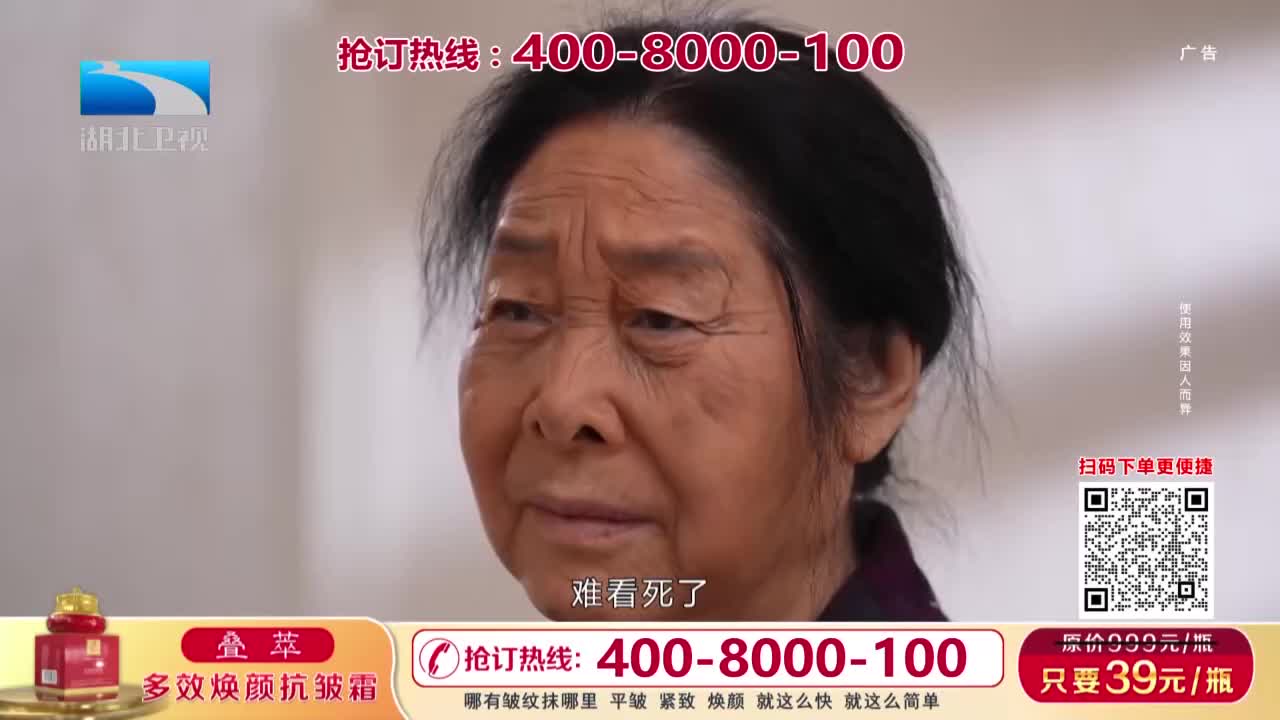 抢订热线：400-8000-100
广告
湖北卫视
使用效果因人而异
扫码下单更便捷
难看死了
叠萃
多效焕颜抗皱霜
抢订热线：400-8000-100
哪有皱纹抹哪里 平皱 紧致 焕颜 就这么快 就这么简单
原价999元/瓶
只要39元/瓶